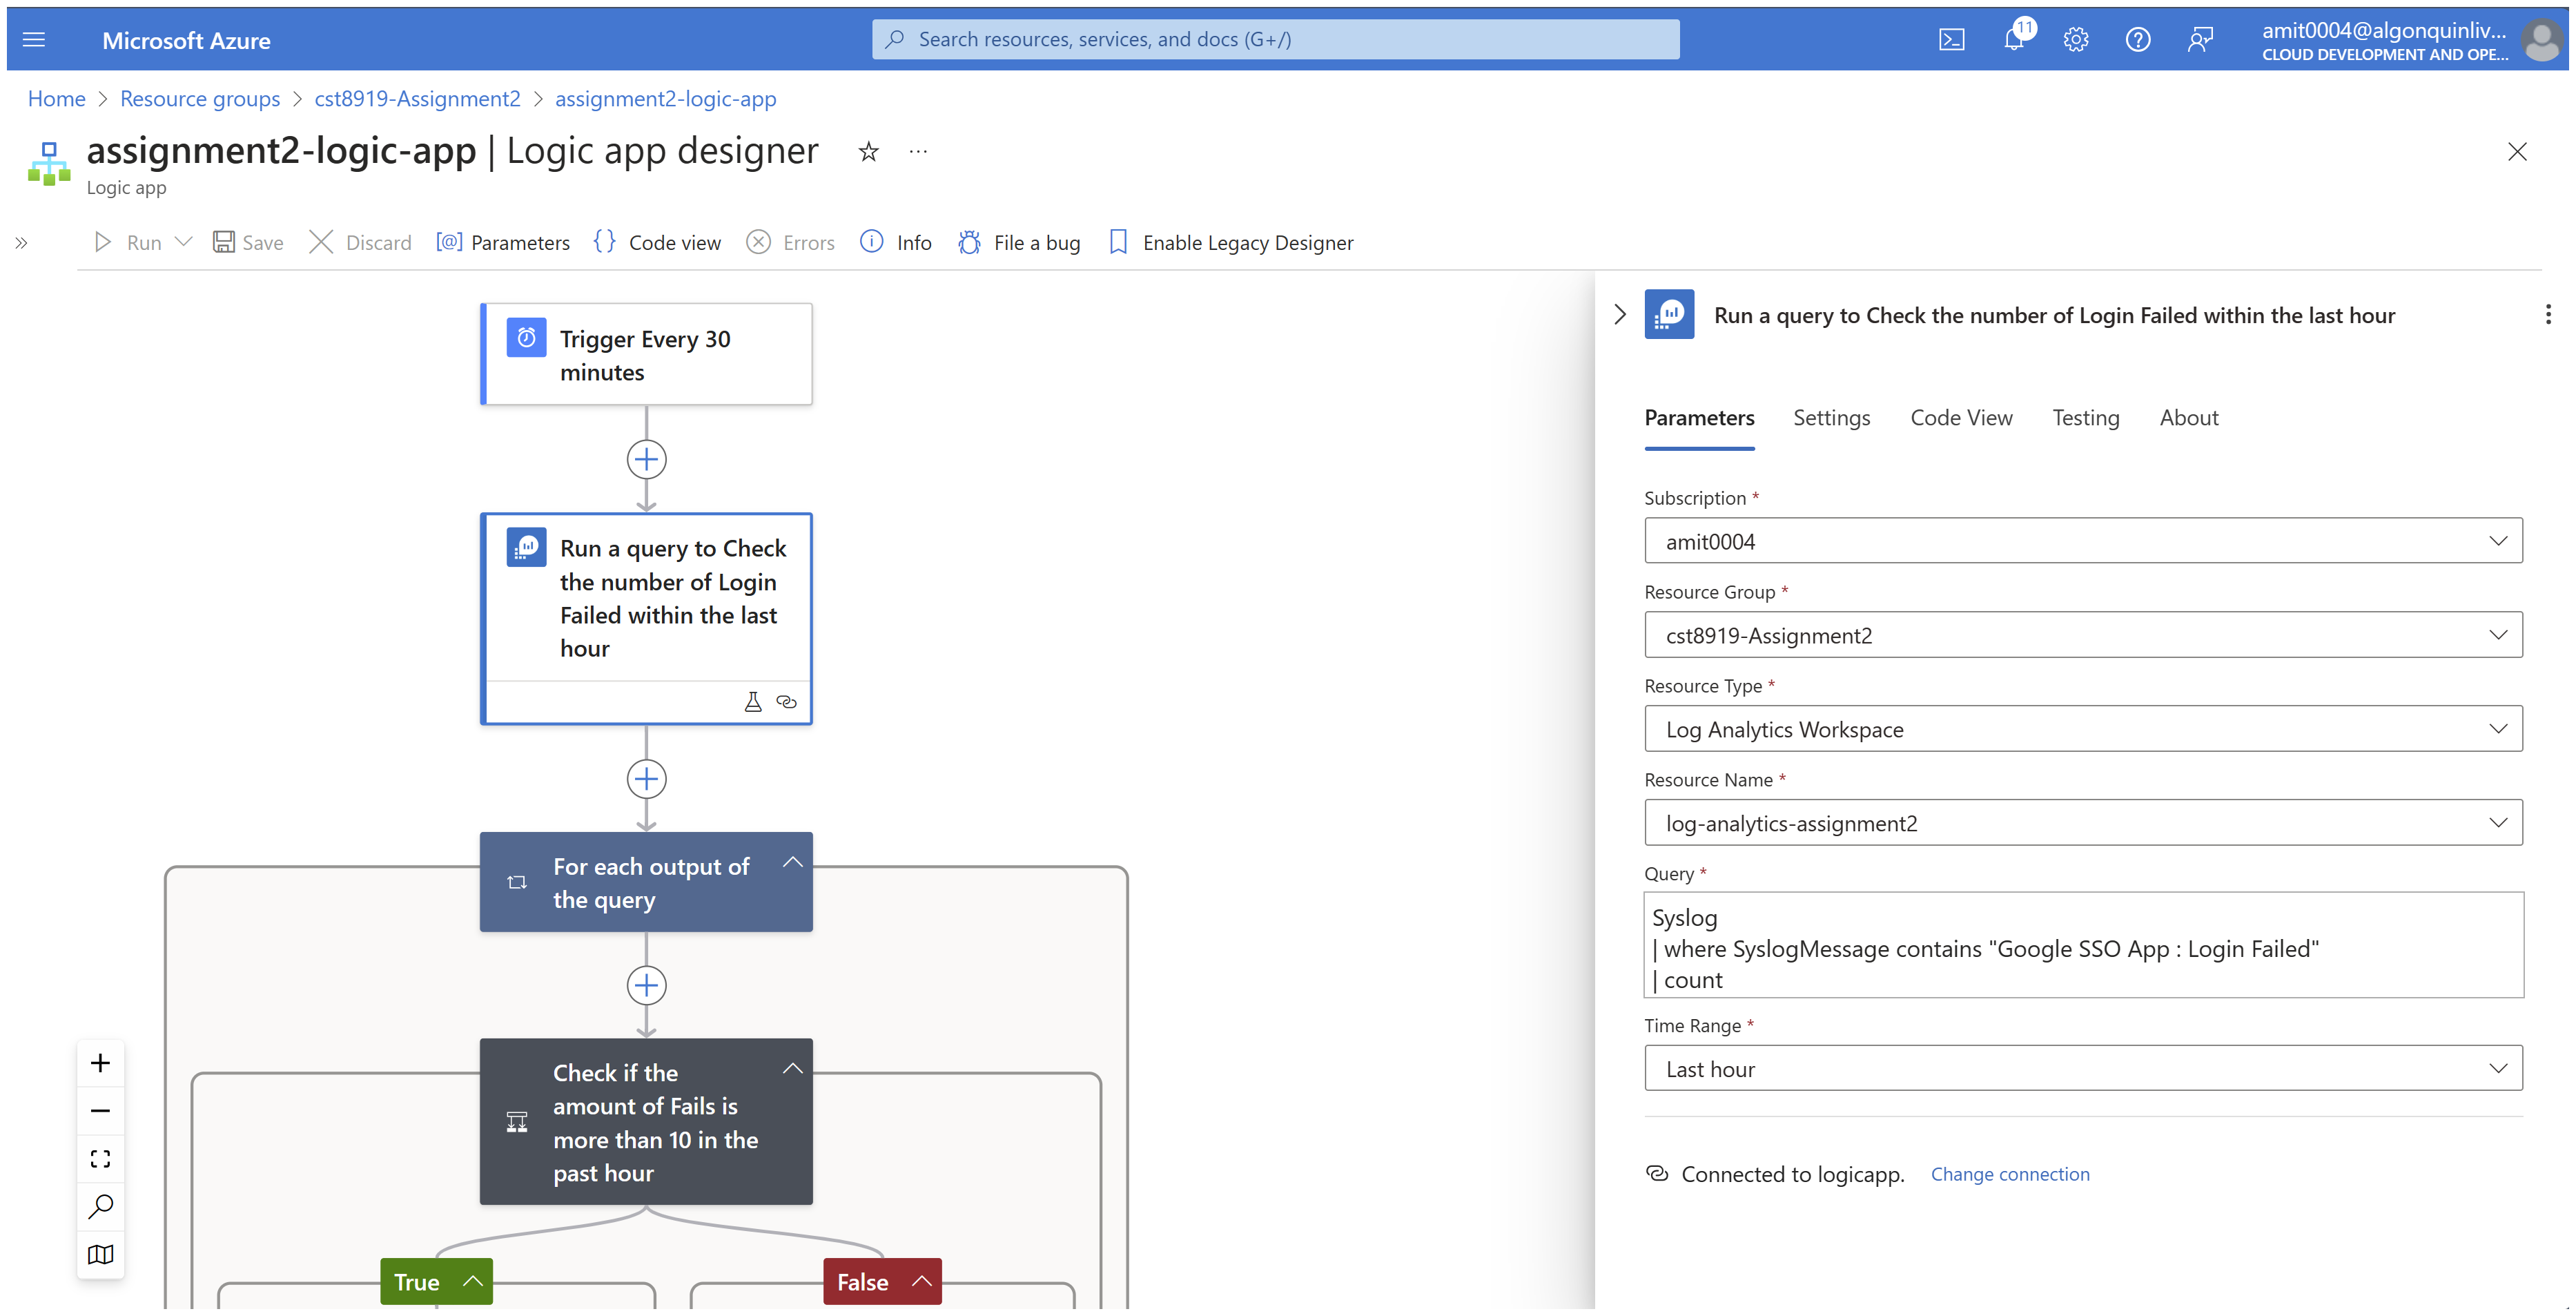 Microsoft Azure
Search resources, services, and docs (G+/)
11
amit0004@algonquinliv...
CLOUD DEVELOPMENT AND OPE...
Home > Resource groups > cst8919-Assignment2 > assignment2-logic-app
assignment2-logic-app | Logic app designer
Logic app
Run Save Discard Parameters Code view Errors Info File a bug Enable Legacy Designer
Trigger Every 30
minutes
Run a query to Check
the number of Login
Failed within the last
hour
For each output of
the query
Check if the
amount of Fails is
more than 10 in the
past hour
True
False
Run a query to Check the number of Login Failed within the last hour
Parameters Settings Code View Testing About
Subscription *
amit0004
Resource Group *
cst8919-Assignment2
Resource Type *
Log Analytics Workspace
Resource Name *
log-analytics-assignment2
Query *
Syslog
| where SyslogMessage contains "Google SSO App : Login Failed"
| count
Time Range *
Last hour
Connected to logicapp. Change connection